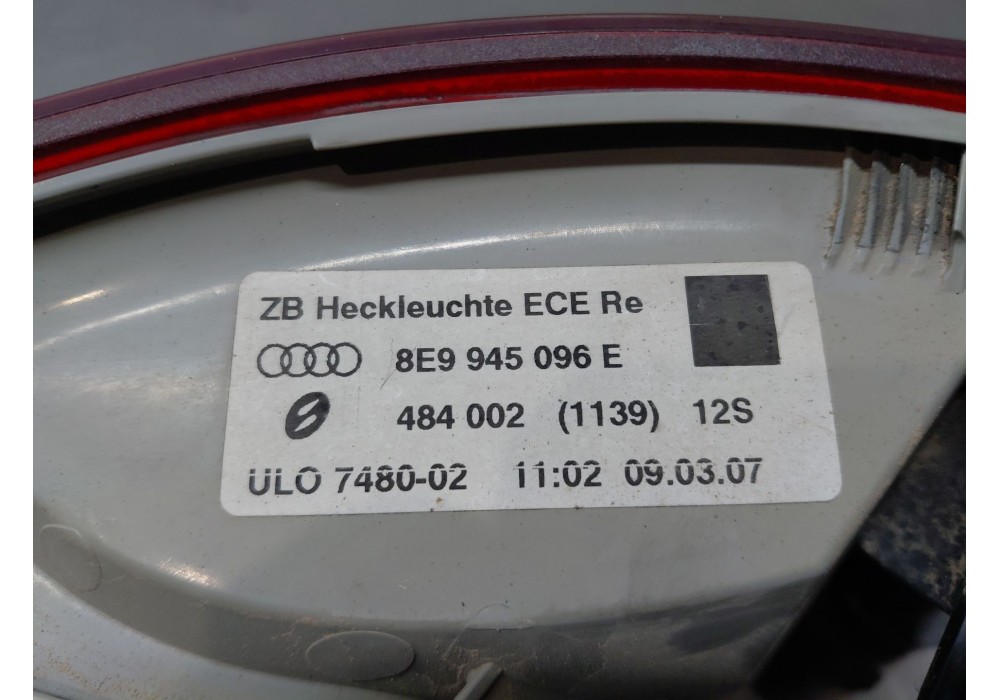 ZB Heckleuchte ECE Re
8E9 945 096 E
484 002 (1139) 12S
ULO 7480-02 11:02 09.03.07